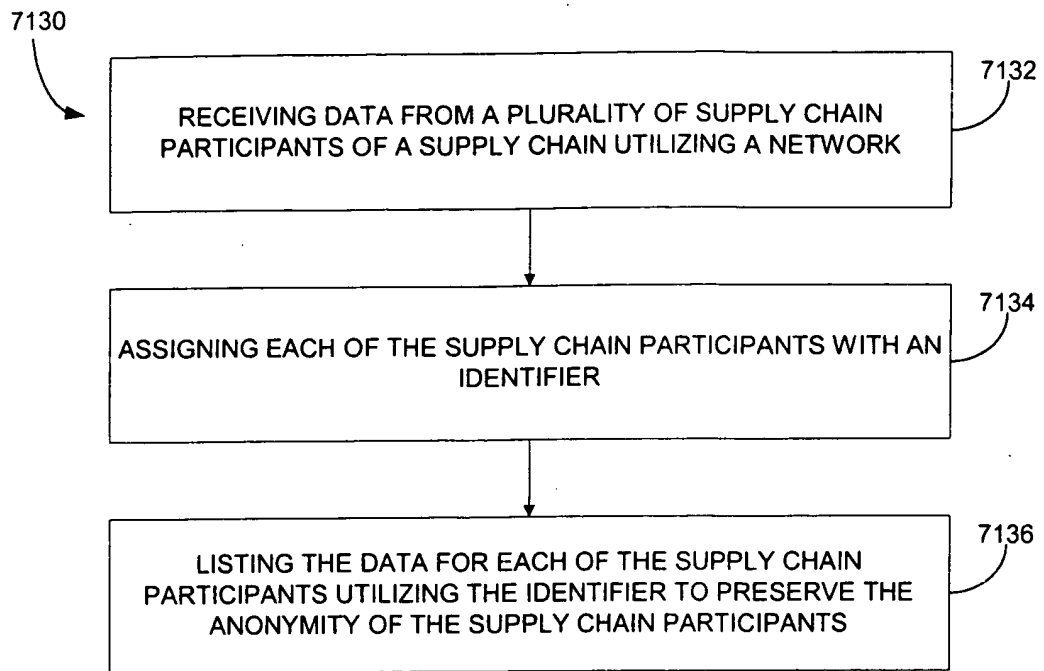 7130
7132
RECEIVING DATA FROM A PLURALITY OF SUPPLY CHAIN
PARTICIPANTS OF A SUPPLY CHAIN UTILIZING A NETWORK
7134
ASSIGNING EACH OF THE SUPPLY CHAIN PARTICIPANTS WITH AN
IDENTIFIER
7136
LISTING THE DATA FOR EACH OF THE SUPPLY CHAIN
PARTICIPANTS UTILIZING THE IDENTIFIER TO PRESERVE THE
ANONYMITY OF THE SUPPLY CHAIN PARTICIPANTS